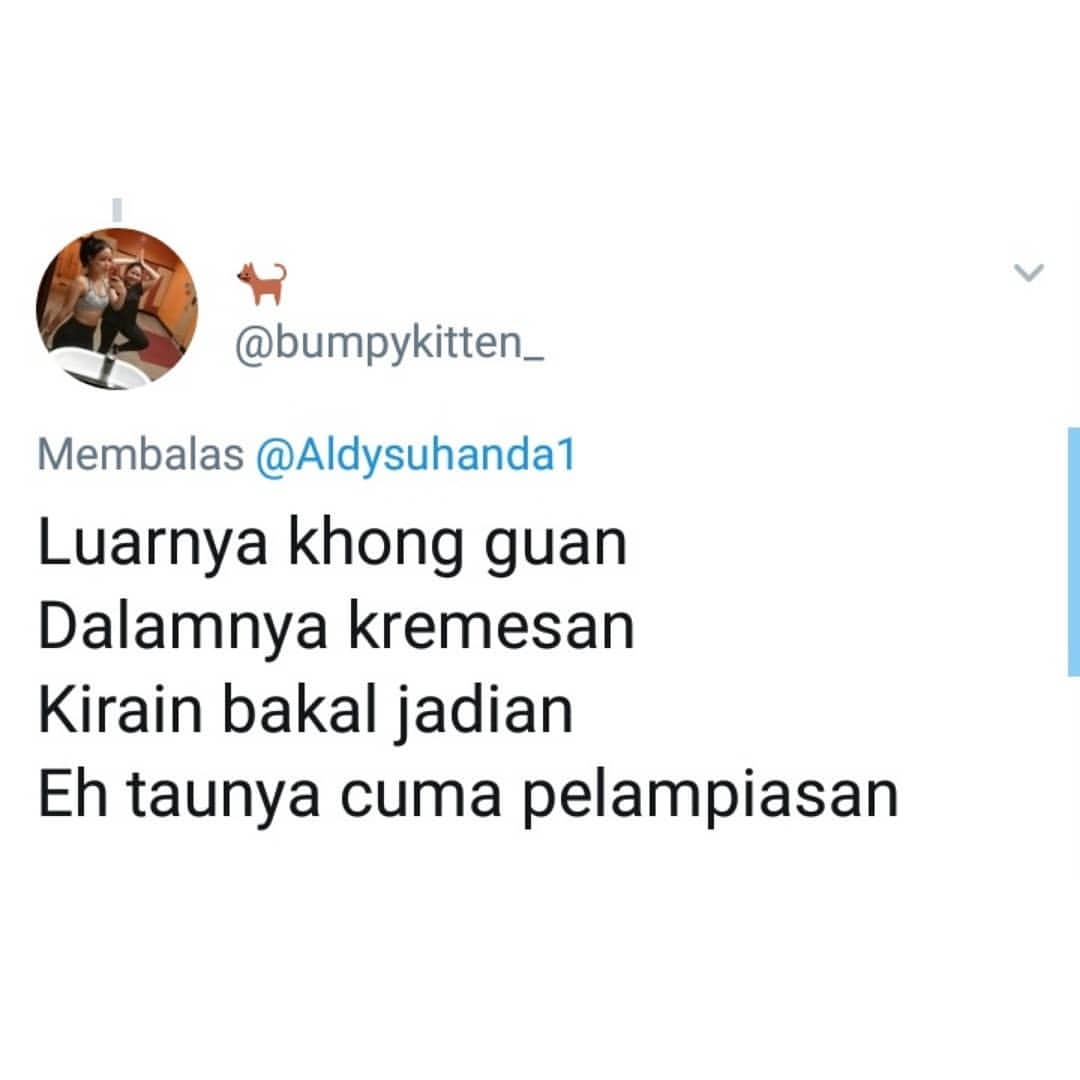 @bumpykitten_
Membalas @Aldysuhanda1
Luarnya khong guan
Dalamnya kremesan
Kirain bakal jadian
Eh taunya cuma pelampiasan